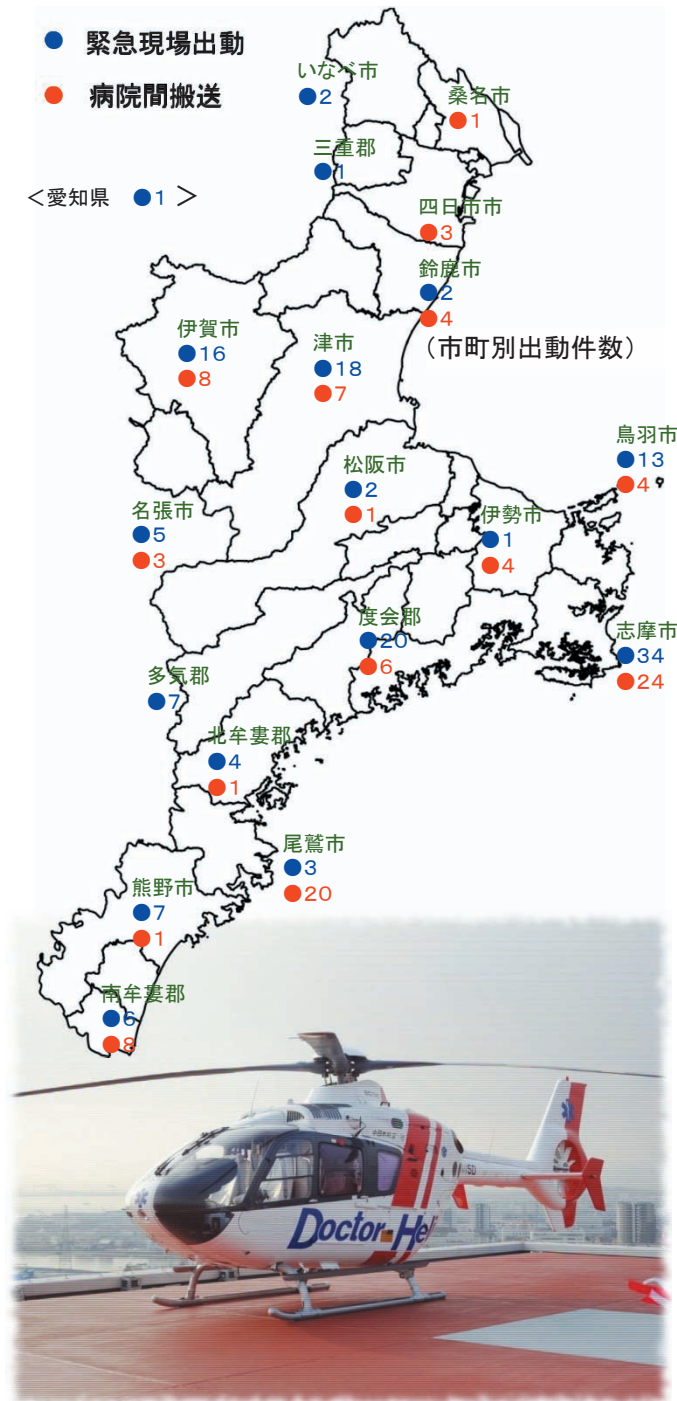 ● 緊急現場出動
● 病院間搬送
いなべ市
●2
桑名市
●1
三重郡
●1
＜愛知県 ●1 ＞
四日市市
●3
鈴鹿市
●2
●4
（市町別出動件数）
伊賀市
●16
●8
津市
●18
●7
鳥羽市
●13
●4
松阪市
●2
●1
名張市
●5
●3
伊勢市
●1
●4
度会郡
●20
●6
志摩市
●34
●24
多気郡
●7
北牟婁郡
●4
●1
尾鷲市
●3
●20
熊野市
●7
●1
南牟婁郡
●6
●8
Doctor-Heli